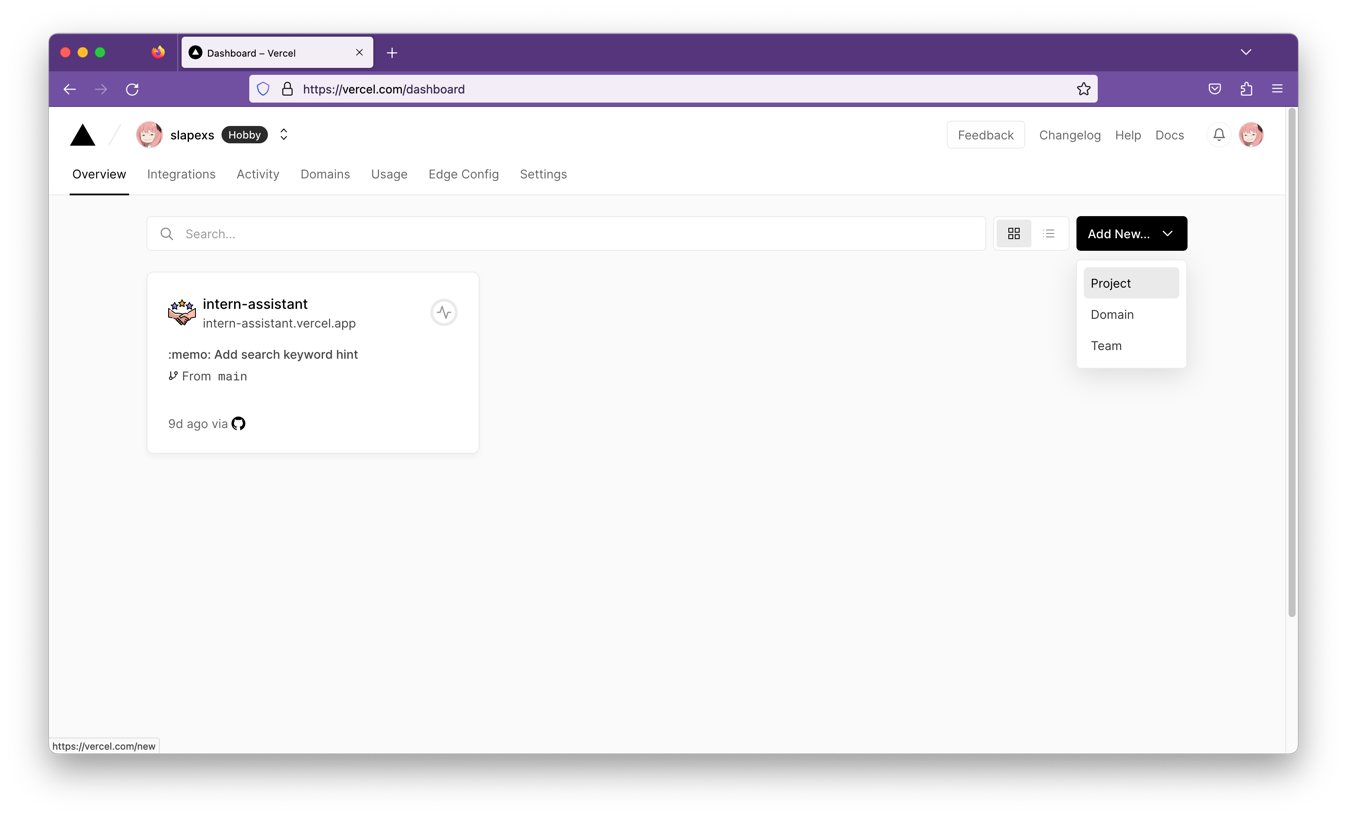 Dashboard – Vercel
https://vercel.com/dashboard
slapexs Hobby
Feedback Changelog Help Docs
Overview Integrations Activity Domains Usage Edge Config Settings
Search...
Add New...
Project
Domain
Team
intern-assistant
intern-assistant.vercel.app
:memo: Add search keyword hint
From main
9d ago via
https://vercel.com/new